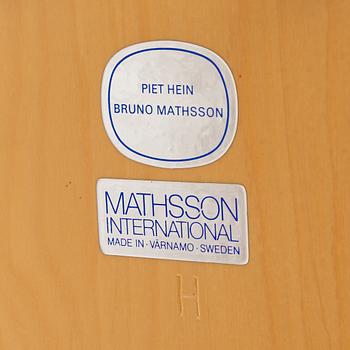 PIET HEIN
BRUNO MATHSSON
MATHSSON
INTERNATIONAL
MADE IN · VÄRNAMO · SWEDEN
H